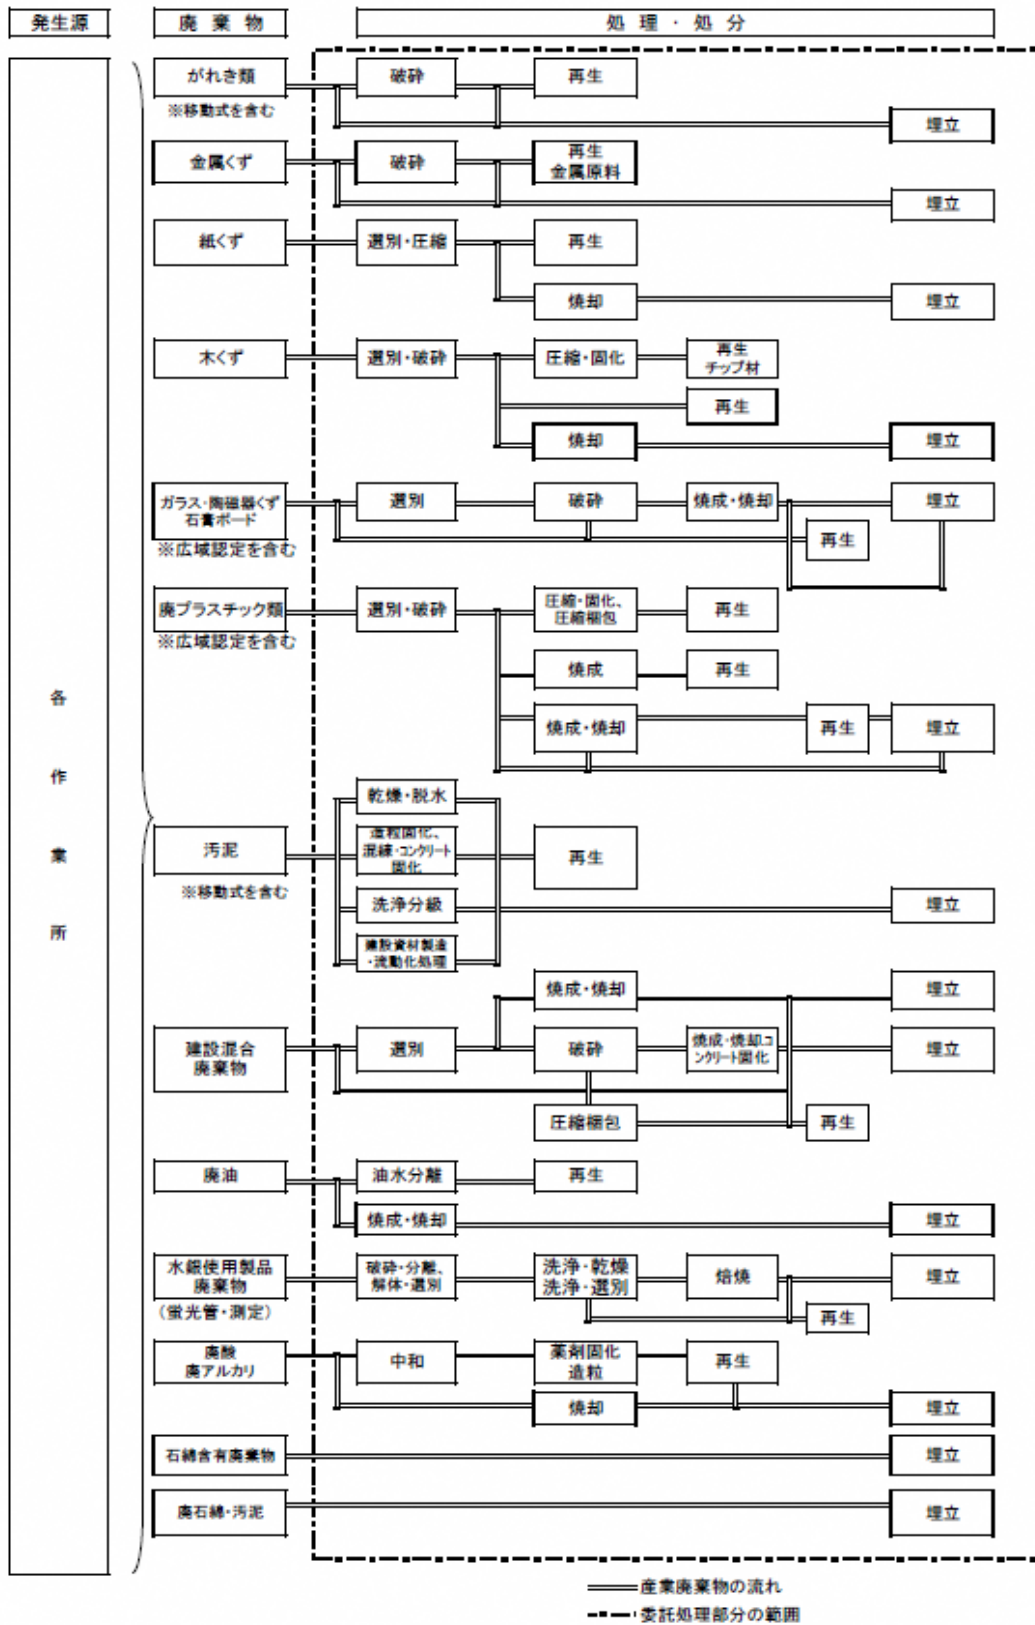 発生源
廃棄物
処理・処分
がれき類
破砕
再生
※移動式を含む
埋立
金属くず
破砕
再生
金属原料
埋立
紙くず
選別・圧縮
再生
焼却
埋立
木くず
選別・破砕
圧縮・固化
再生
チップ材
再生
焼却
埋立
ガラス・陶磁器くず
石膏ボード
選別
破砕
焼成・焼却
埋立
※広域認定を含む
再生
廃プラスチック類
選別・破砕
圧縮・固化、
圧縮梱包
再生
※広域認定を含む
焼成
再生
焼成・焼却
再生
埋立
各作業所
乾燥・脱水
汚泥
造粒固化、
混練・コンクリート
固化
再生
※移動式を含む
洗浄分級
埋立
建設資材製造
・流動化処理
焼成・焼却
埋立
建設混合
廃棄物
選別
破砕
焼成・焼却コ
ンクリート固化
埋立
圧縮梱包
再生
廃油
油水分離
再生
焼成・焼却
埋立
水銀使用製品
廃棄物
(蛍光管・測定)
破砕・分離、
解体・選別
洗浄・乾燥
洗浄・選別
焙焼
埋立
再生
廃酸
廃アルカリ
中和
薬剤固化
造粒
再生
焼却
埋立
石綿含有廃棄物
埋立
廃石綿・汚泥
埋立
産業廃棄物の流れ
委託処理部分の範囲